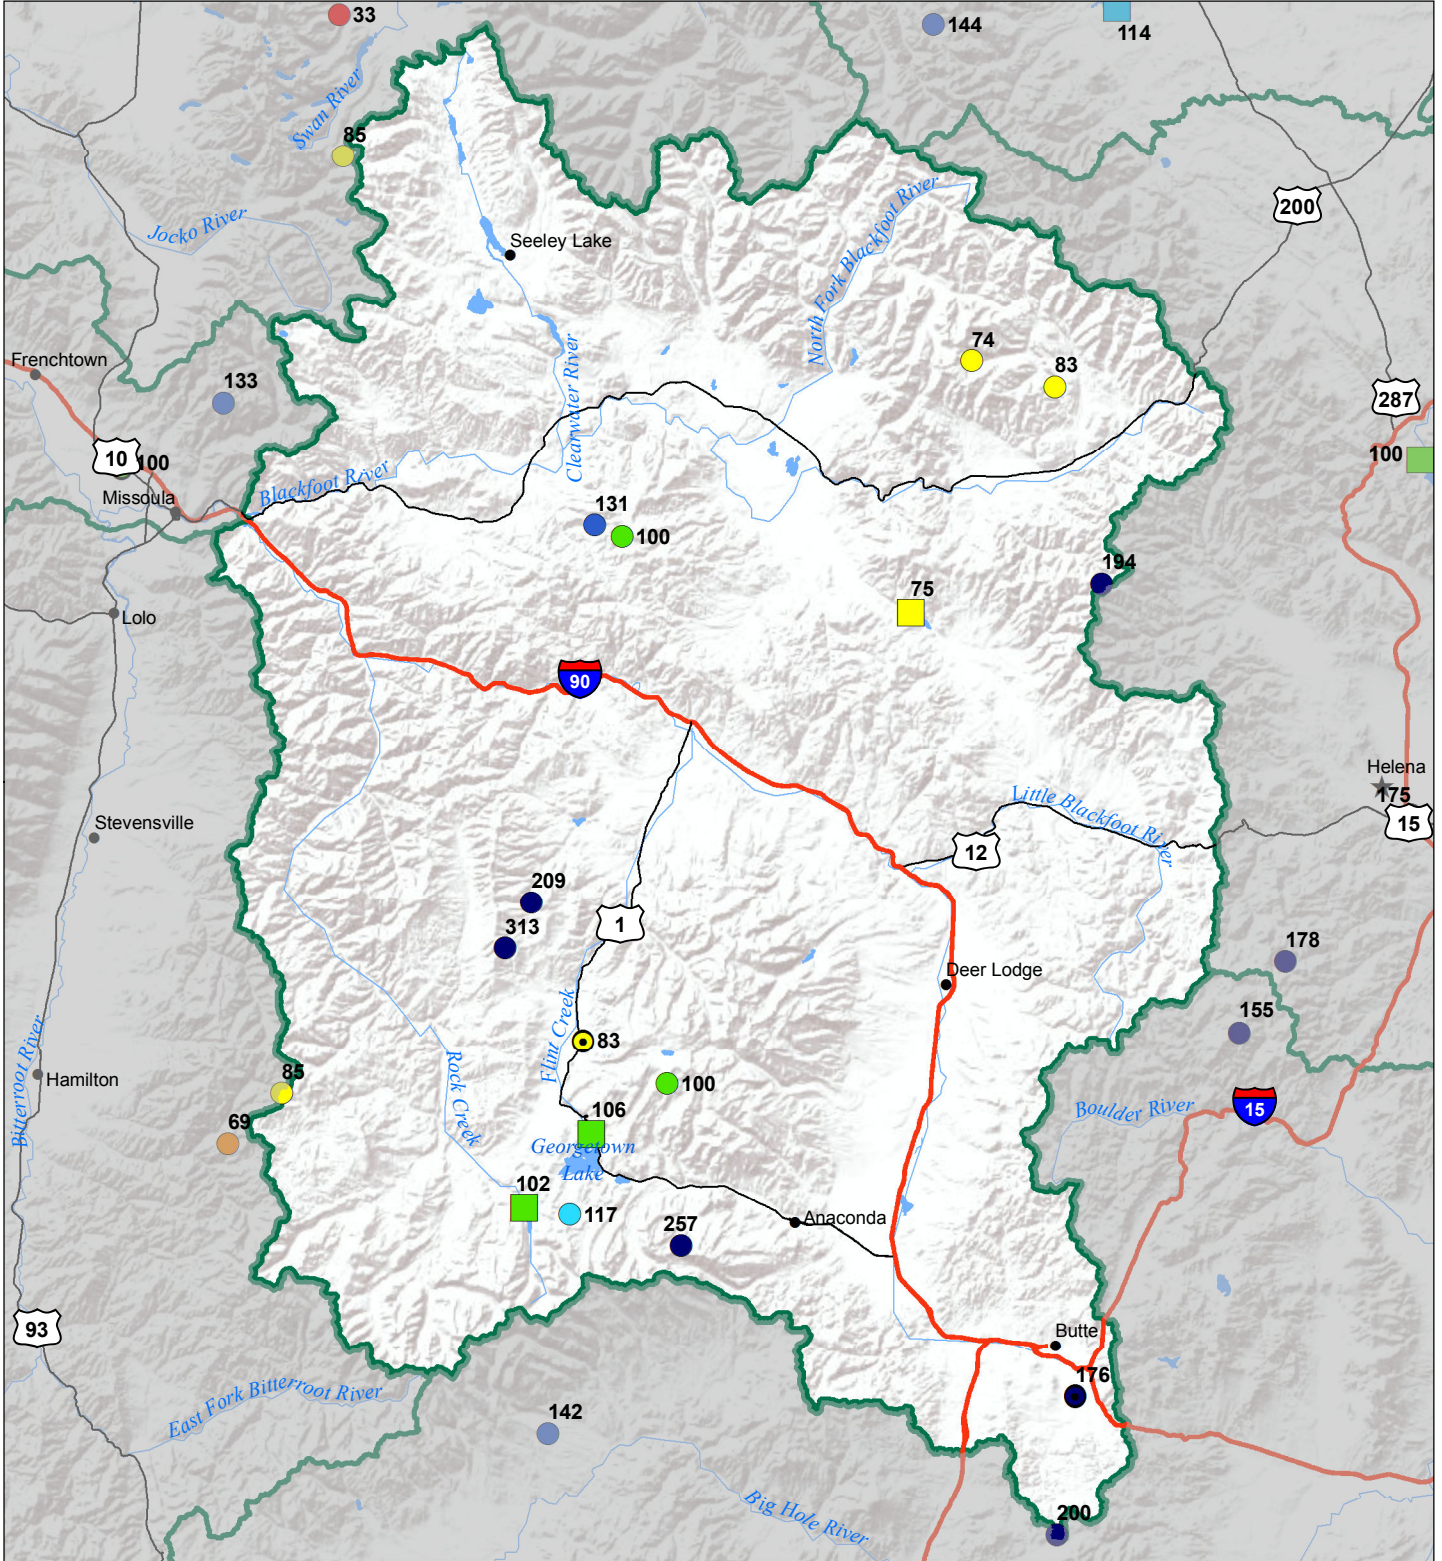 33
144
114
Swan River
85
200
Jocko River
Seeley Lake
North Fork Blackfoot River
Frenchtown
133
Clearwater River
74
83
287
10
100
100
Missoula
Blackfoot River
131
100
194
75
Lolo
90
Helena
175
15
Little Blackfoot River
Stevensville
12
209
1
313
178
Deer Lodge
155
Flint Creek
83
Bitterroot River
Hamilton
85
Rock Creek
100
15
Boulder River
69
106
Georgetown
Lake
102
117
257
Anaconda
93
Butte
176
East Fork Bitterroot River
142
Big Hole River
200